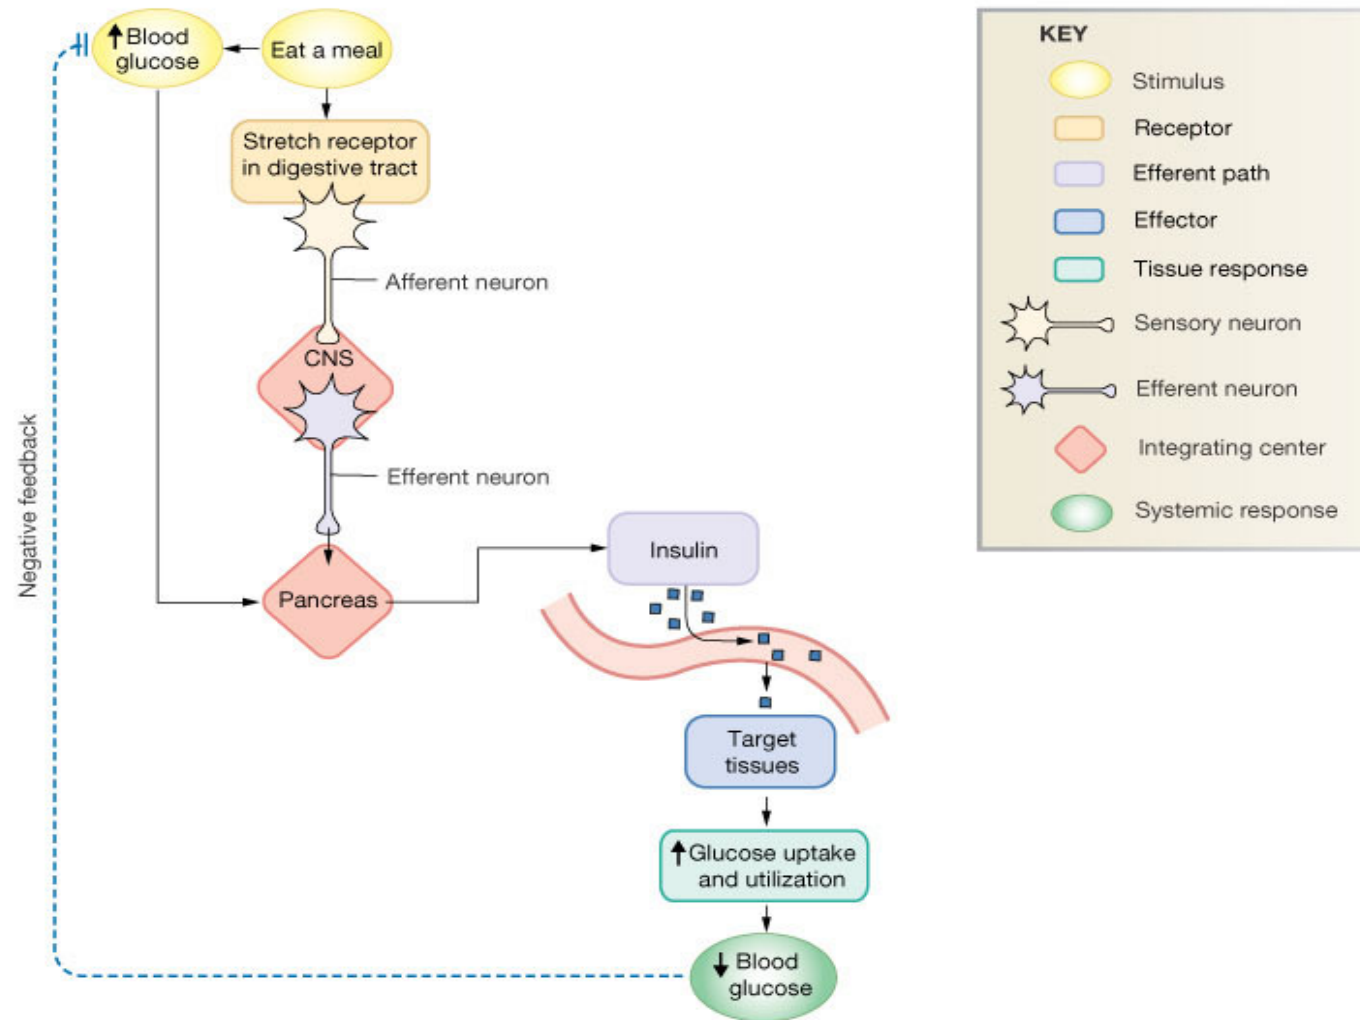 ↑ Blood
glucose
Eat a meal
Stretch receptor
in digestive tract
Afferent neuron
CNS
Efferent neuron
Pancreas
Negative feedback
Insulin
Target
tissues
↑ Glucose uptake
and utilization
↓ Blood
glucose
KEY
Stimulus
Receptor
Efferent path
Effector
Tissue response
Sensory neuron
Efferent neuron
Integrating center
Systemic response